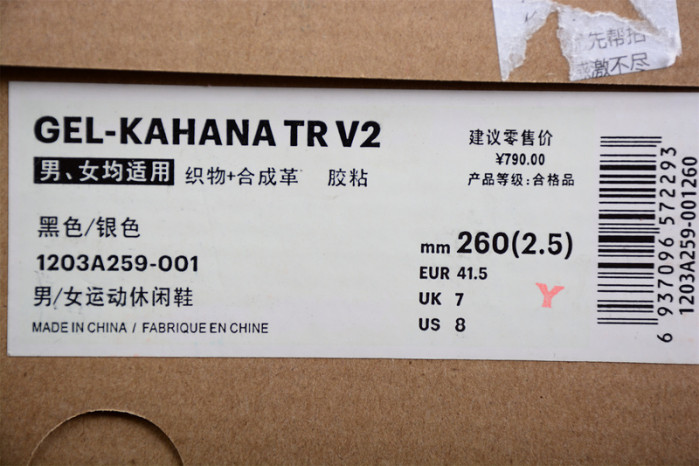 先帮拍
激不尽
GEL-KAHANA TR V2
男、女均适用 织物+合成革 胶粘
黑色/银色
1203A259-001
男/女运动休闲鞋
MADE IN CHINA / FABRIQUE EN CHINE
建议零售价
¥790.00
产品等级:合格品
mm 260(2.5)
EUR 41.5
UK 7
US 8
Y
6 937096 572293
1203A259-001260